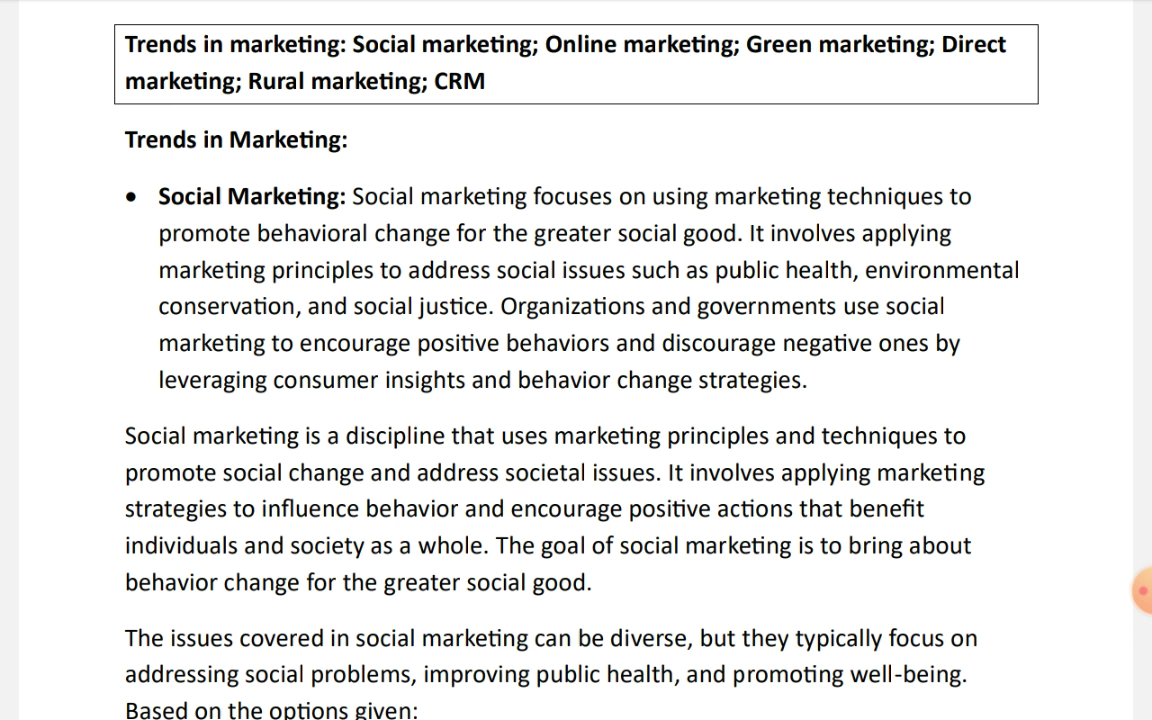 Trends in marketing: Social marketing; Online marketing; Green marketing; Direct
marketing; Rural marketing; CRM
Trends in Marketing:
• Social Marketing: Social marketing focuses on using marketing techniques to
promote behavioral change for the greater social good. It involves applying
marketing principles to address social issues such as public health, environmental
conservation, and social justice. Organizations and governments use social
marketing to encourage positive behaviors and discourage negative ones by
leveraging consumer insights and behavior change strategies.
Social marketing is a discipline that uses marketing principles and techniques to
promote social change and address societal issues. It involves applying marketing
strategies to influence behavior and encourage positive actions that benefit
individuals and society as a whole. The goal of social marketing is to bring about
behavior change for the greater social good.
The issues covered in social marketing can be diverse, but they typically focus on
addressing social problems, improving public health, and promoting well-being.
Based on the options given: